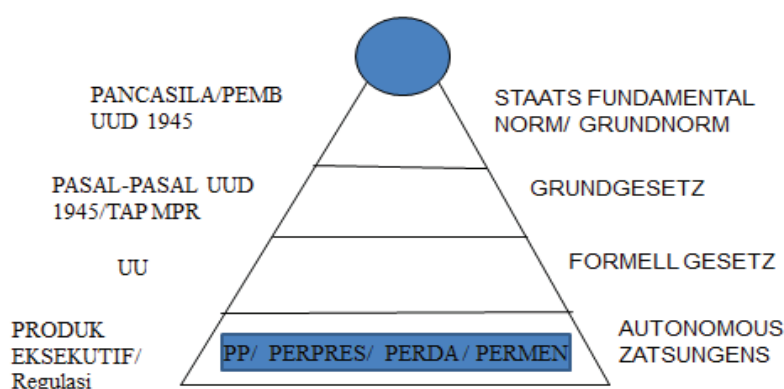 PANCASILA/PEMB
UUD 1945
STAATS FUNDAMENTAL
NORM/ GRUNDNORM
PASAL-PASAL UUD
1945/TAP MPR
GRUNDGESETZ
UU
FORMELL GESETZ
PRODUK
EKSEKUTIF/
Regulasi
PP/ PERPRES/ PERDA / PERMEN
AUTONOMOUS
ZATSUNGENS